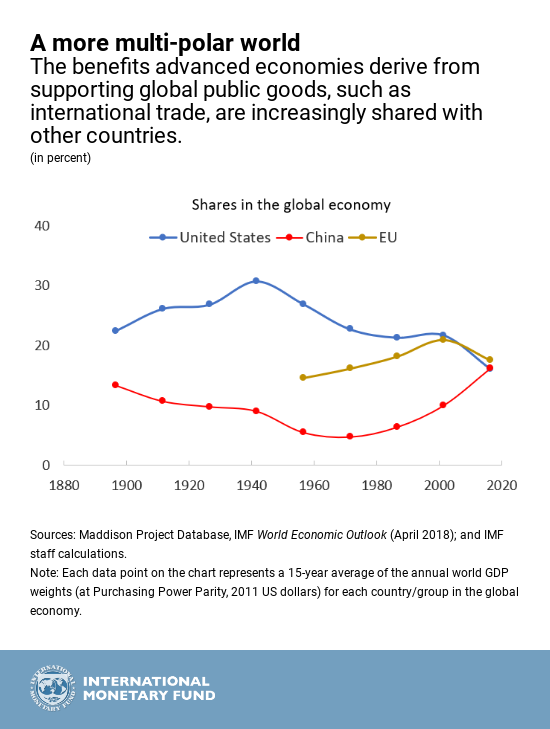 A more multi-polar world
The benefits advanced economies derive from
supporting global public goods, such as
international trade, are increasingly shared with
other countries.
(in percent)
Shares in the global economy
United States China EU
40
30
20
10
0
1880 1900 1920 1940 1960 1980 2000 2020
Sources: Maddison Project Database, IMF World Economic Outlook (April 2018); and IMF
staff calculations.
Note: Each data point on the chart represents a 15-year average of the annual world GDP
weights (at Purchasing Power Parity, 2011 US dollars) for each country/group in the global
economy.
INTERNATIONAL MONETARY FUND
INTERNATIONAL
MONETARY FUND